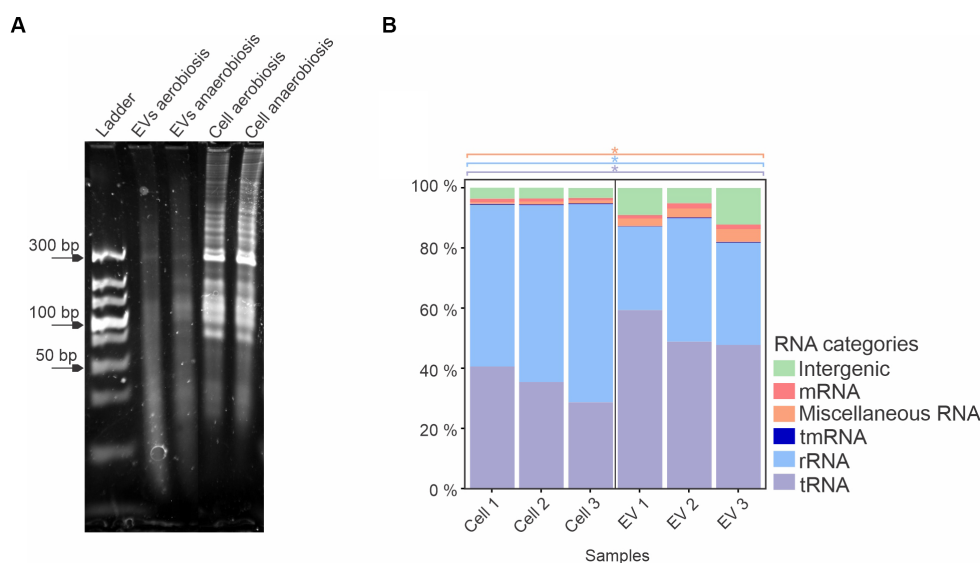 A
B
Ladder
EVs aerobiosis
EVs anaerobiosis
Cell aerobiosis
Cell anaerobiosis
300 bp
100 bp
50 bp
*
*
*
100 %
80 %
60 %
40 %
20 %
0 %
Cell 1
Cell 2
Cell 3
EV 1
EV 2
EV 3
Samples
RNA categories
Intergenic
mRNA
Miscellaneous RNA
tmRNA
rRNA
tRNA